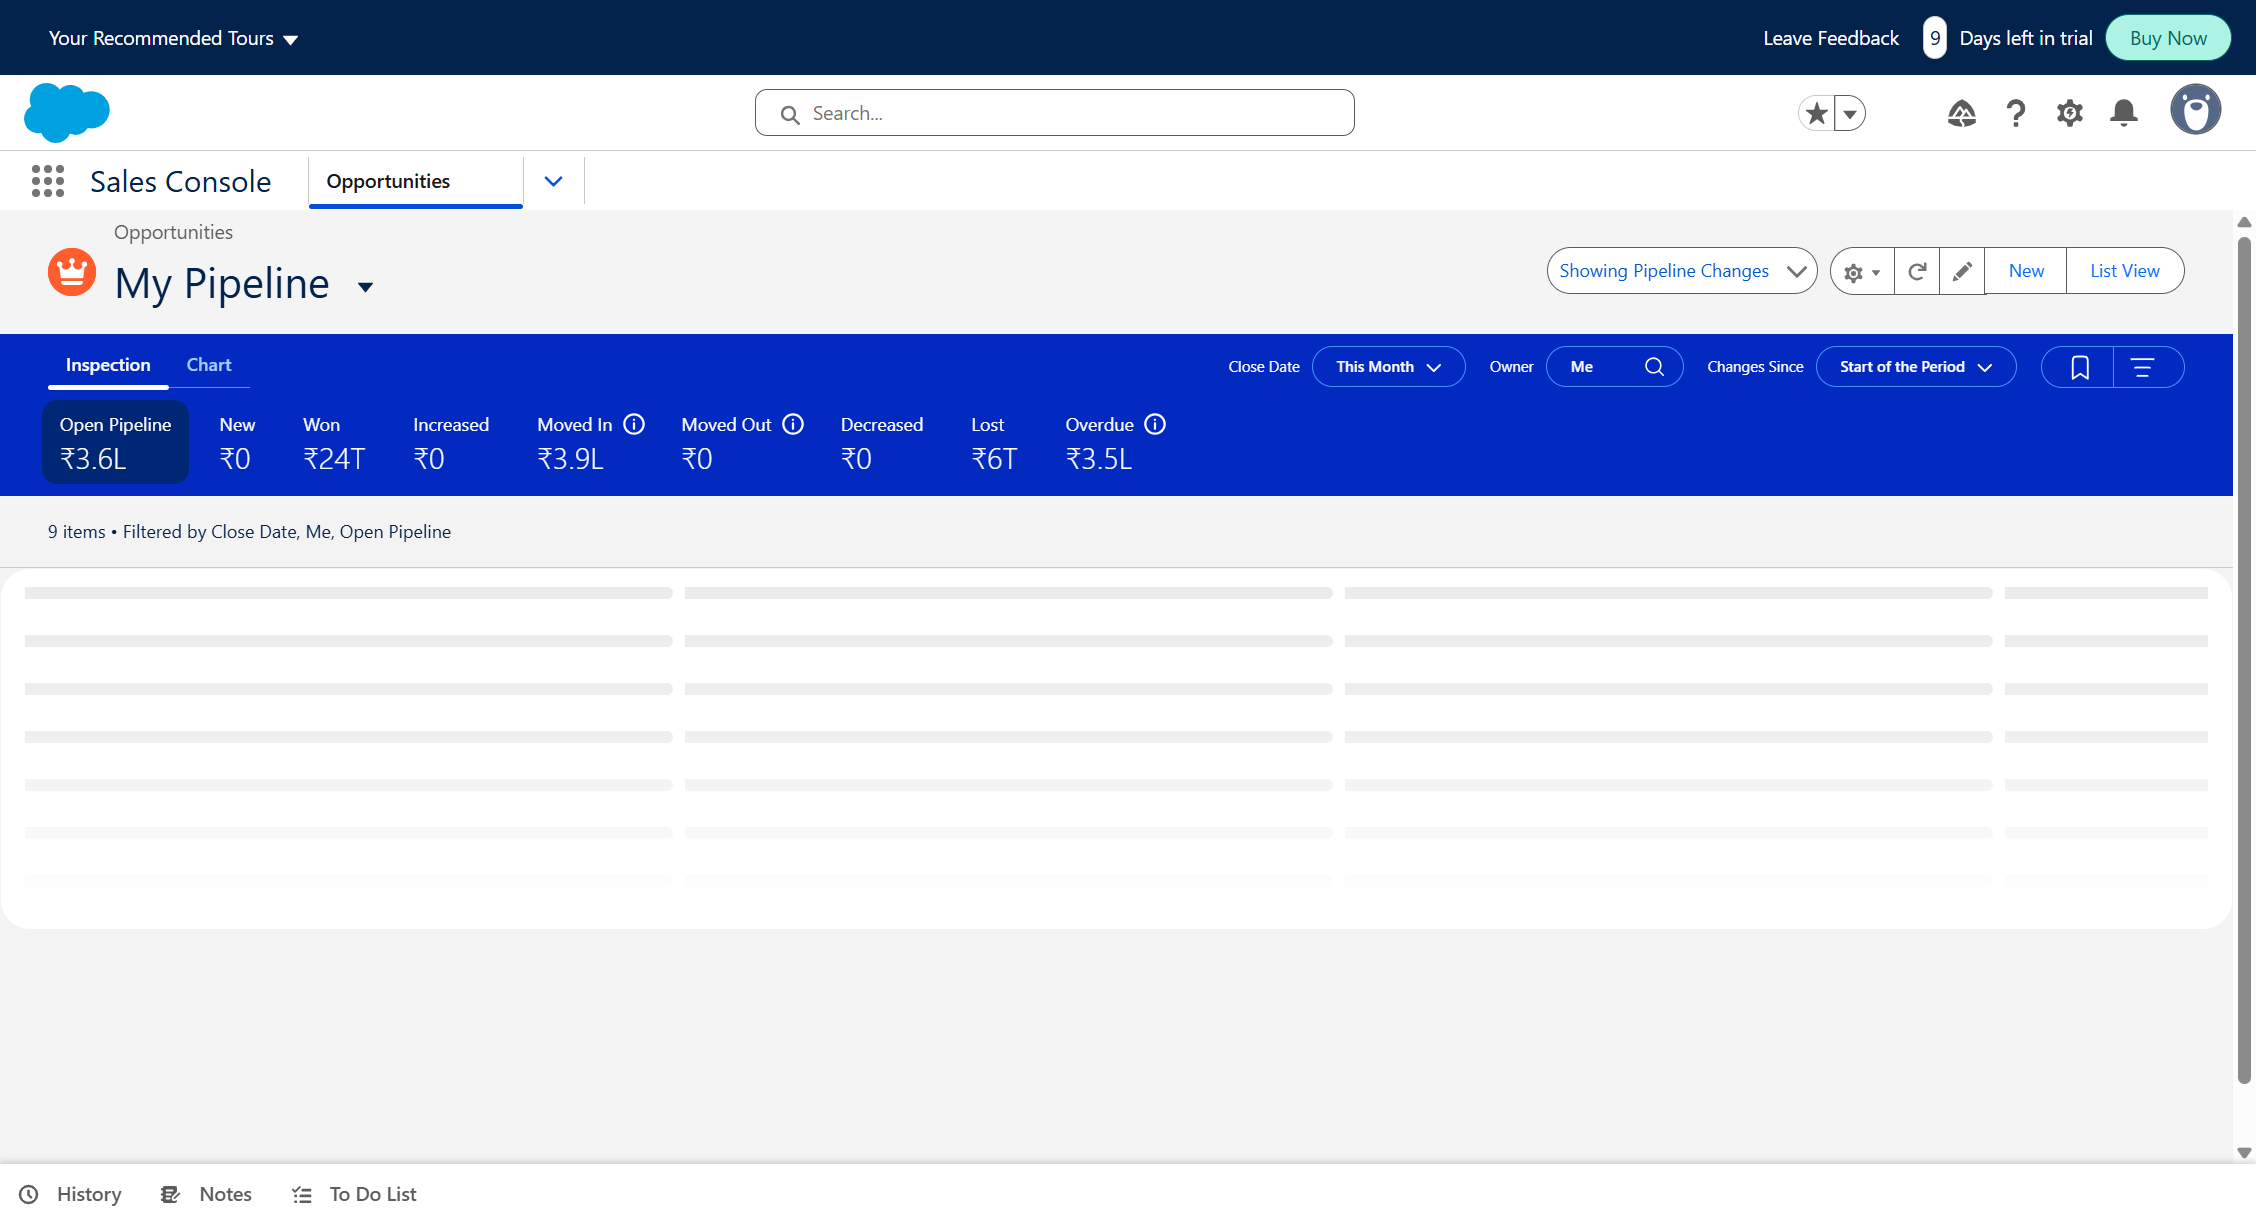 Your Recommended Tours
Leave Feedback 9 Days left in trial Buy Now
Search...
Sales Console Opportunities
Opportunities
My Pipeline
Showing Pipeline Changes New List View
Inspection Chart
Close Date This Month Owner Me Changes Since Start of the Period
Open Pipeline New Won Increased Moved In Moved Out Decreased Lost Overdue
₹3.6L ₹0 ₹24T ₹0 ₹3.9L ₹0 ₹0 ₹6T ₹3.5L
9 items • Filtered by Close Date, Me, Open Pipeline
History Notes To Do List